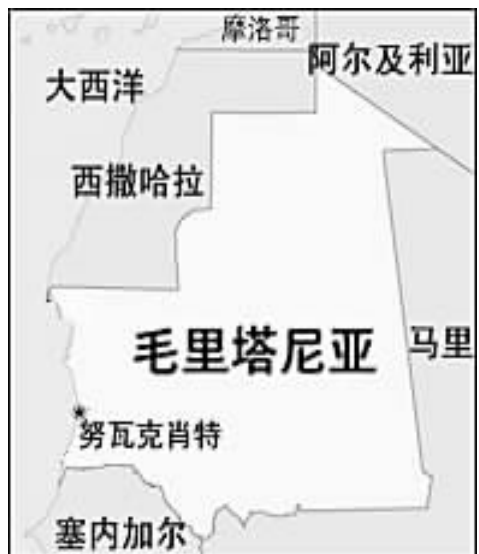 摩洛哥
阿尔及利亚
大西洋
西撒哈拉
毛里塔尼亚
马里
努瓦克肖特
塞内加尔